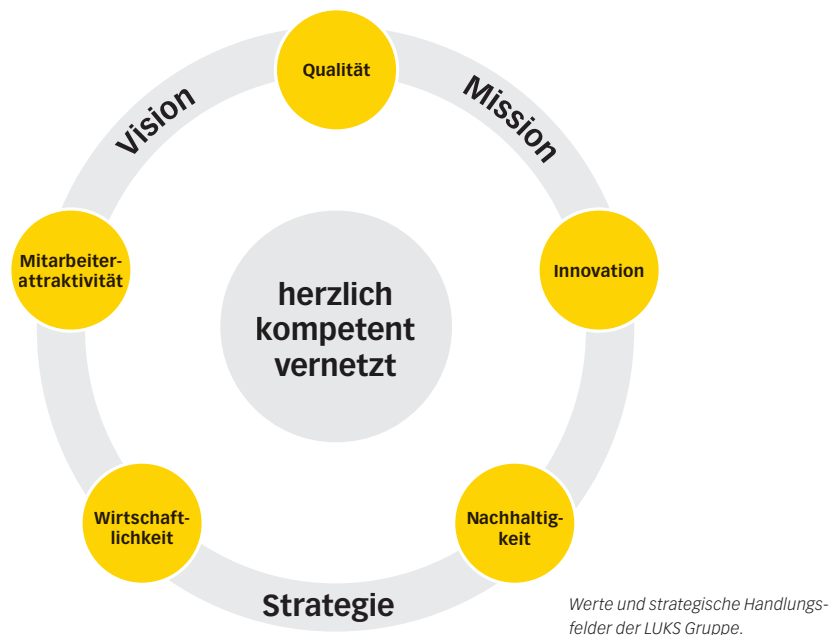 Qualität
Vision
Mission
Mitarbeiter-
attraktivität
Innovation
herzlich
kompetent
vernetzt
Wirtschaft-
lichkeit
Nachhaltig-
keit
Strategie
Werte und strategische Handlungs-
felder der LUKS Gruppe.